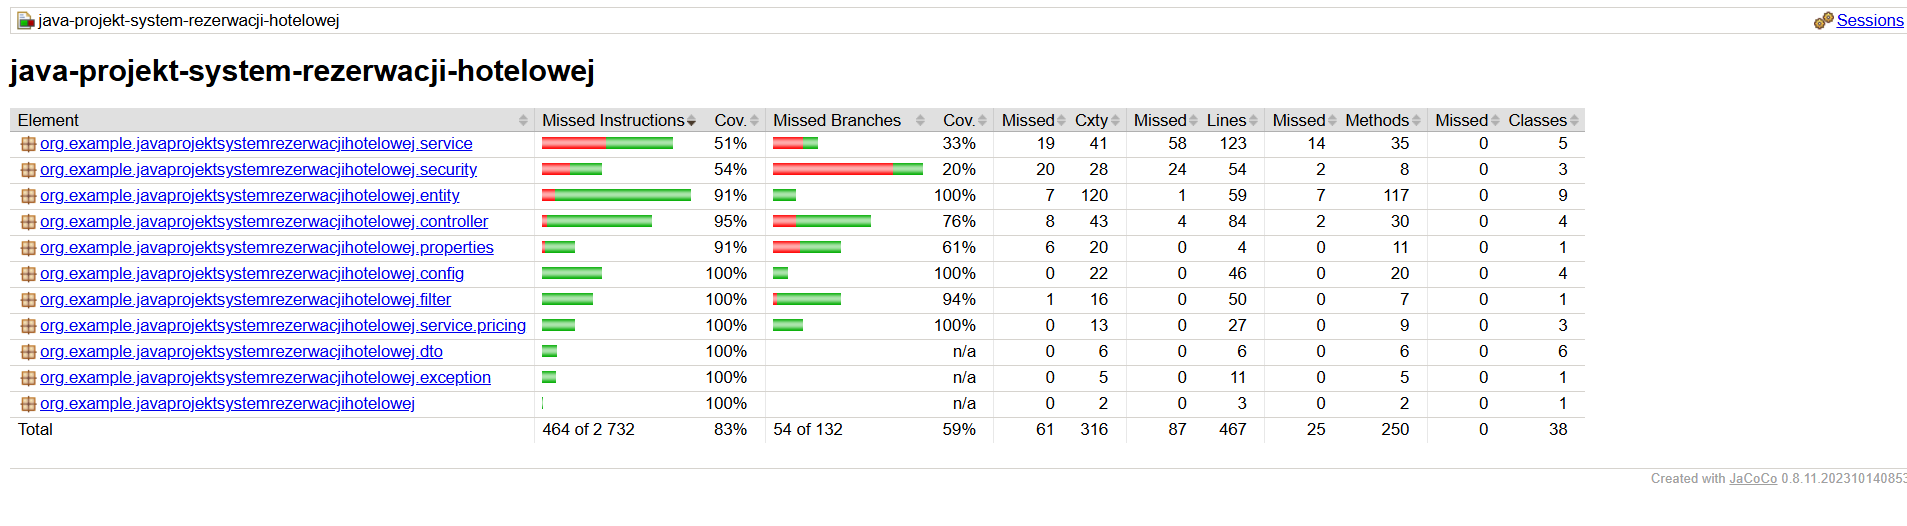 java-projekt-system-rezerwacji-hotelowej Sessions
java-projekt-system-rezerwacji-hotelowej
Element Missed Instructions Cov. Missed Branches Cov. Missed Cxty Missed Lines Missed Methods Missed Classes
org.example.javaprojektsystemrezerwacjihotelowej.service 51% 33% 19 41 58 123 14 35 0 5
org.example.javaprojektsystemrezerwacjihotelowej.security 54% 20% 20 28 24 54 2 8 0 3
org.example.javaprojektsystemrezerwacjihotelowej.entity 91% 100% 7 120 1 59 7 117 0 9
org.example.javaprojektsystemrezerwacjihotelowej.controller 95% 76% 8 43 4 84 2 30 0 4
org.example.javaprojektsystemrezerwacjihotelowej.properties 91% 61% 6 20 0 4 0 11 0 1
org.example.javaprojektsystemrezerwacjihotelowej.config 100% 100% 0 22 0 46 0 20 0 4
org.example.javaprojektsystemrezerwacjihotelowej.filter 100% 94% 1 16 0 50 0 7 0 1
org.example.javaprojektsystemrezerwacjihotelowej.service.pricing 100% 100% 0 13 0 27 0 9 0 3
org.example.javaprojektsystemrezerwacjihotelowej.dto 100% n/a 0 6 0 6 0 6 0 6
org.example.javaprojektsystemrezerwacjihotelowej.exception 100% n/a 0 5 0 11 0 5 0 1
org.example.javaprojektsystemrezerwacjihotelowej 100% n/a 0 2 0 3 0 2 0 1
Total 464 of 2 732 83% 54 of 132 59% 61 316 87 467 25 250 0 38
Created with JaCoCo 0.8.11.202310140853